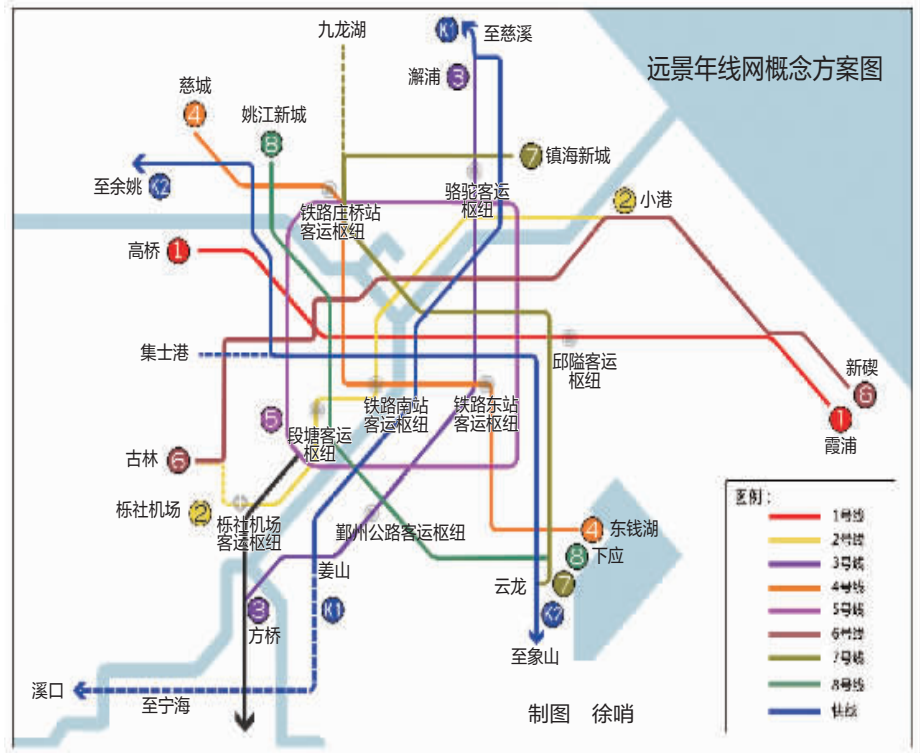 九龙湖
K1
至慈溪
远景年线网概念方案图
澥浦
3
慈城
4
姚江新城
8
7
镇海新城
至余姚
K2
骆驼客运
枢纽
2
小港
铁路庄桥站
客运枢纽
高桥
1
集士港
邱隘客运
枢纽
新碶
6
铁路南站
客运枢纽
铁路东站
客运枢纽
5
1
霞浦
段塘客运
枢纽
古林
6
栎社机场
2
栎社机场
客运枢纽
鄞州公路客运枢纽
4
东钱湖
8
下应
姜山
云龙
7
3
方桥
K1
K2
至象山
溪口
至宁海
制图 徐哨
图例：
1号线
2号线
3号线
4号线
5号线
6号线
7号线
8号线
快线